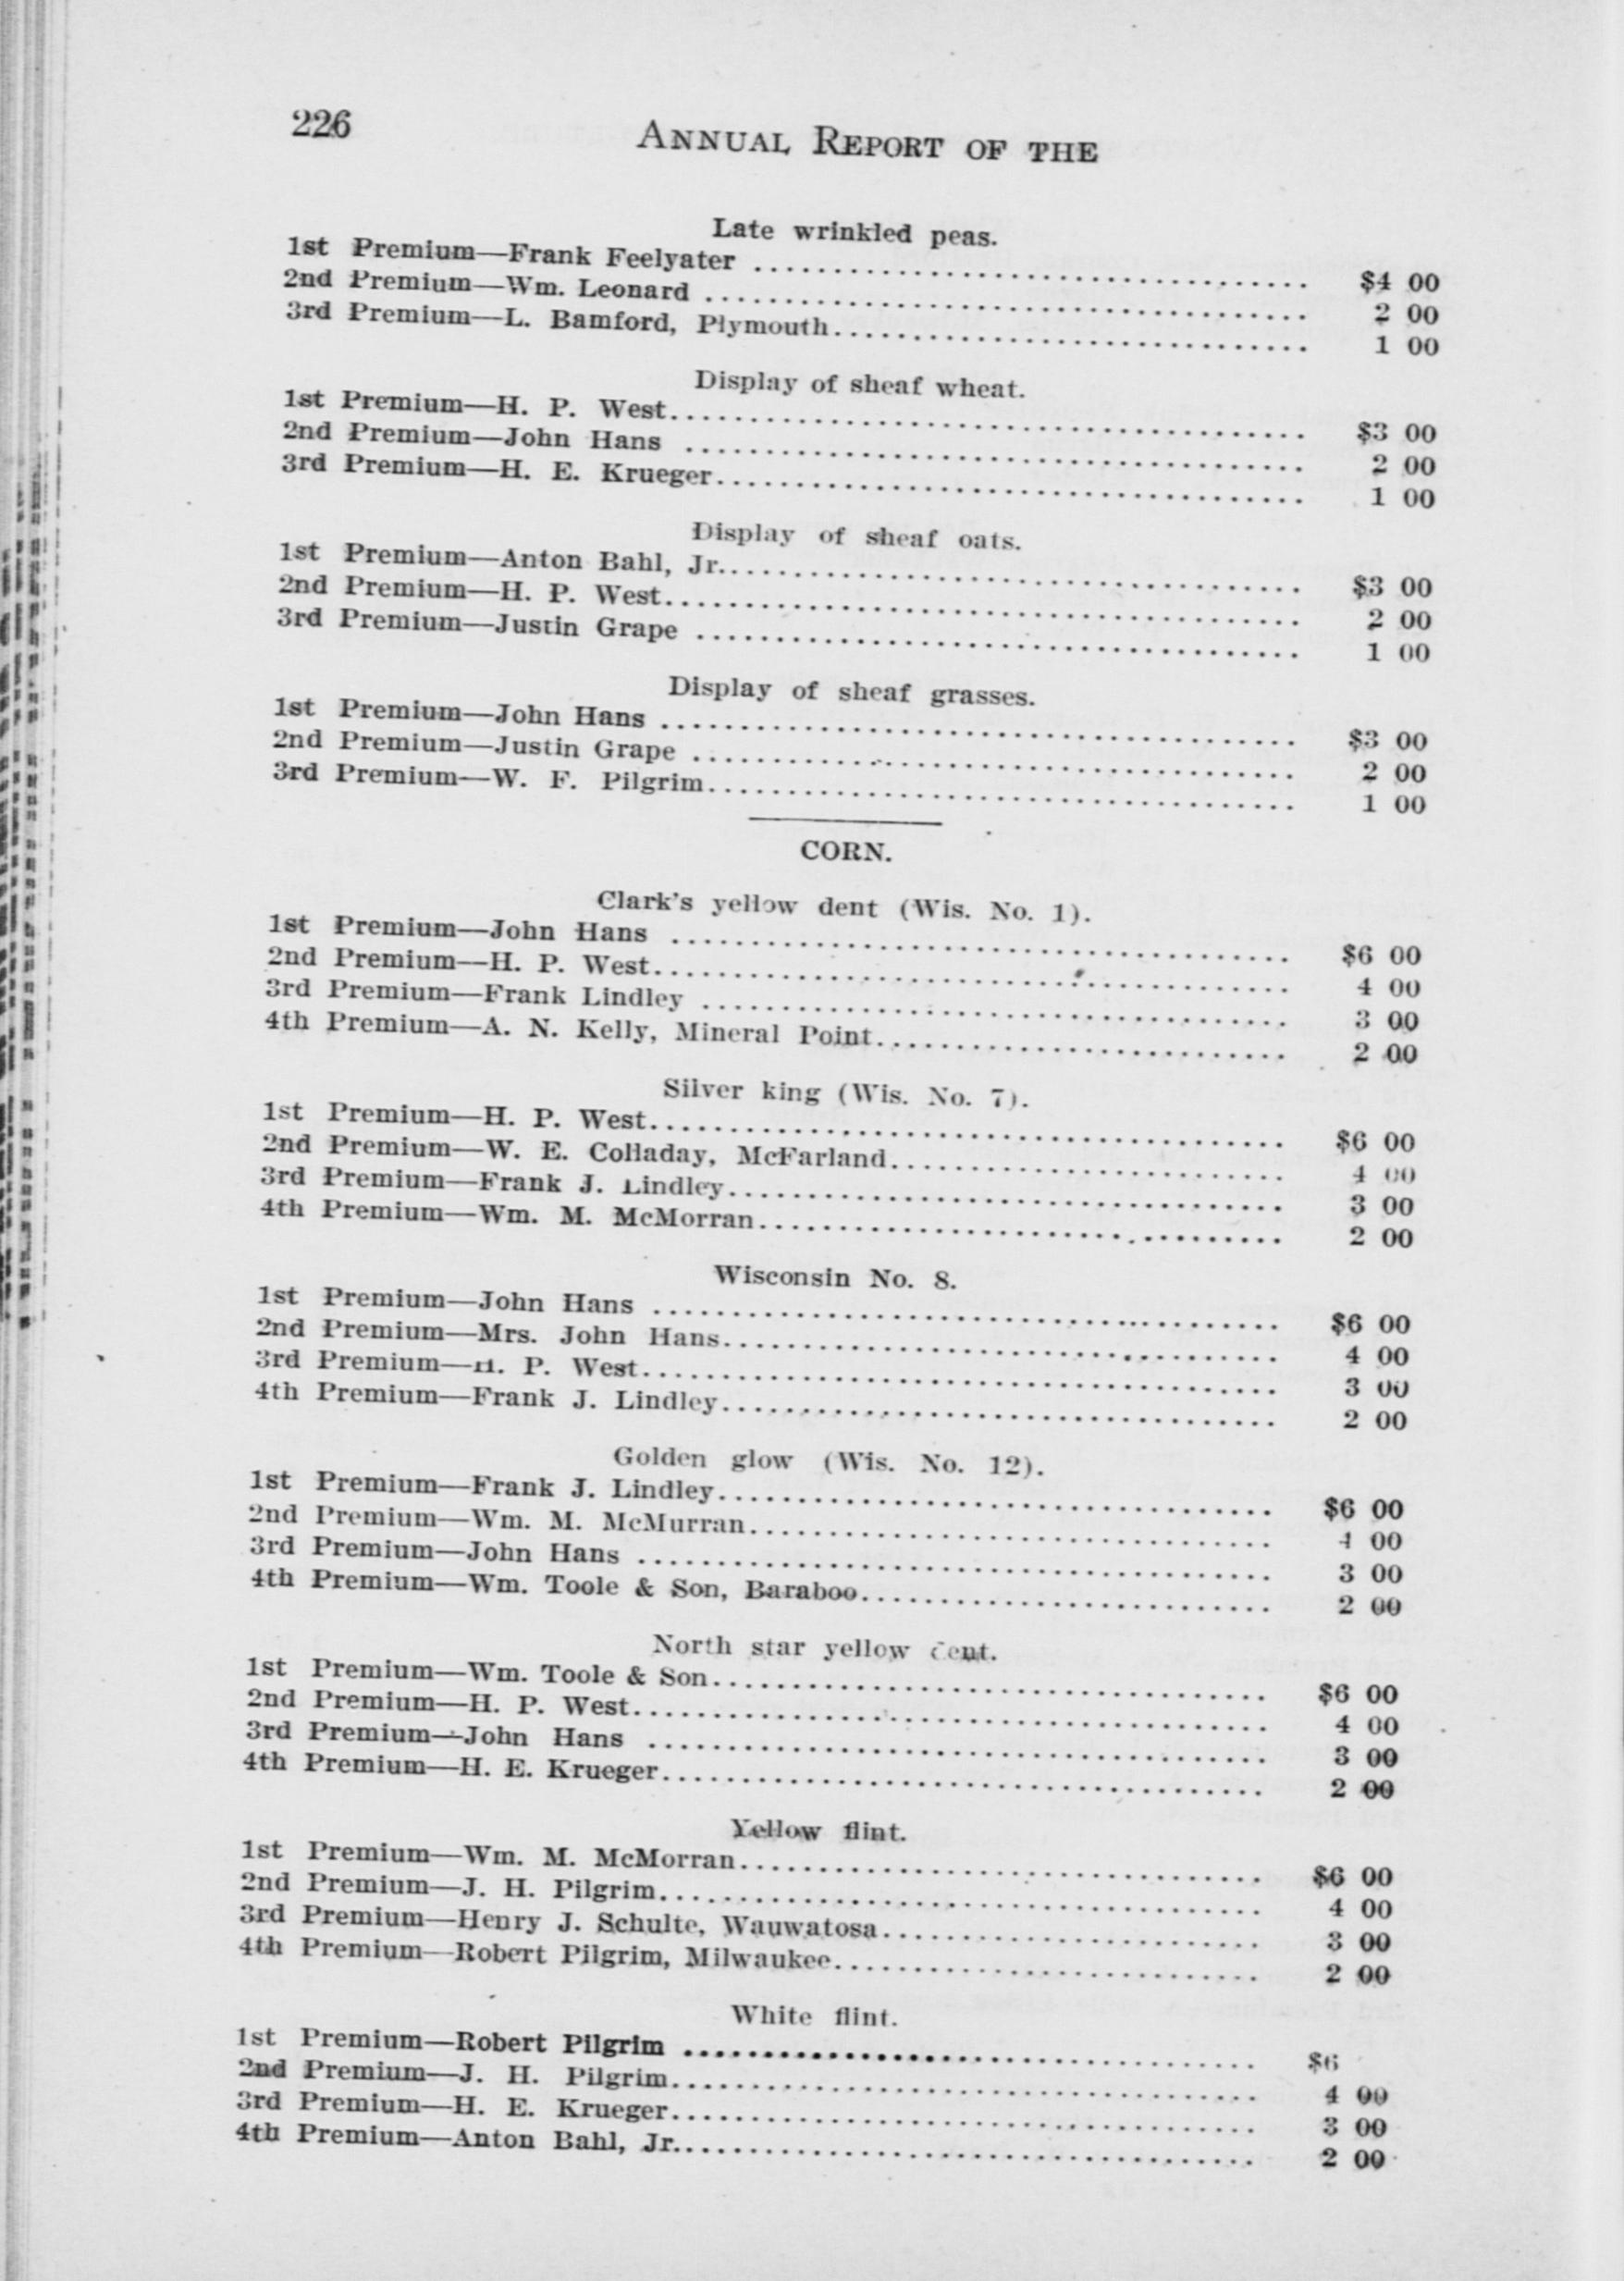 226
ANNUAL REPORT OF THE
Late wrinkled peas.
1st Premium—Frank Feelyater ........................ $4 00
2nd Premium—Wm. Leonard ........................ 2 00
3rd Premium—L. Bamford, Plymouth........................ 1 00
Display of sheaf wheat.
1st Premium—H. P. West........................ $3 00
2nd Premium—John Hans ........................ 2 00
3rd Premium—H. E. Krueger........................ 1 00
Display of sheaf oats.
1st Premium—Anton Bahl, Jr........................ $3 00
2nd Premium—H. P. West........................ 2 00
3rd Premium—Justin Grape ........................ 1 00
Display of sheaf grasses.
1st Premium—John Hans ........................ $3 00
2nd Premium—Justin Grape ........................ 2 00
3rd Premium—W. F. Pilgrim........................ 1 00
CORN.
Clark's yellow dent (Wis. No. 1).
1st Premium—John Hans ........................ $6 00
2nd Premium—H. P. West........................ 4 00
3rd Premium—Frank Lindley ........................ 3 00
4th Premium—A. N. Kelly, Mineral Point........................ 2 00
Silver king (Wis. No. 7).
1st Premium—H. P. West........................ $6 00
2nd Premium—W. E. Colladay, McFarland........................ 4 00
3rd Premium—Frank J. Lindley........................ 3 00
4th Premium—Wm. M. McMorran........................ 2 00
Wisconsin No. 8.
1st Premium—John Hans ........................ $6 00
2nd Premium—Mrs. John Hans........................ 4 00
3rd Premium—H. P. West........................ 3 00
4th Premium—Frank J. Lindley........................ 2 00
Golden glow (Wis. No. 12).
1st Premium—Frank J. Lindley........................ $6 00
2nd Premium—Wm. M. McMurran........................ 4 00
3rd Premium—John Hans ........................ 3 00
4th Premium—Wm. Toole & Son, Baraboo........................ 2 00
North star yellow dent.
1st Premium—Wm. Toole & Son........................ $6 00
2nd Premium—H. P. West........................ 4 00
3rd Premium—John Hans ........................ 3 00
4th Premium—H. E. Krueger........................ 2 00
Yellow flint.
1st Premium—Wm. M. McMorran........................ $6 00
2nd Premium—J. H. Pilgrim........................ 4 00
3rd Premium—Henry J. Schulte, Wauwatosa........................ 3 00
4th Premium—Robert Pilgrim, Milwaukee........................ 2 00
White flint.
1st Premium—Robert Pilgrim ........................ $6
2nd Premium—J. H. Pilgrim........................ 4 00
3rd Premium—H. E. Krueger........................ 3 00
4th Premium—Anton Bahl, Jr........................ 2 00